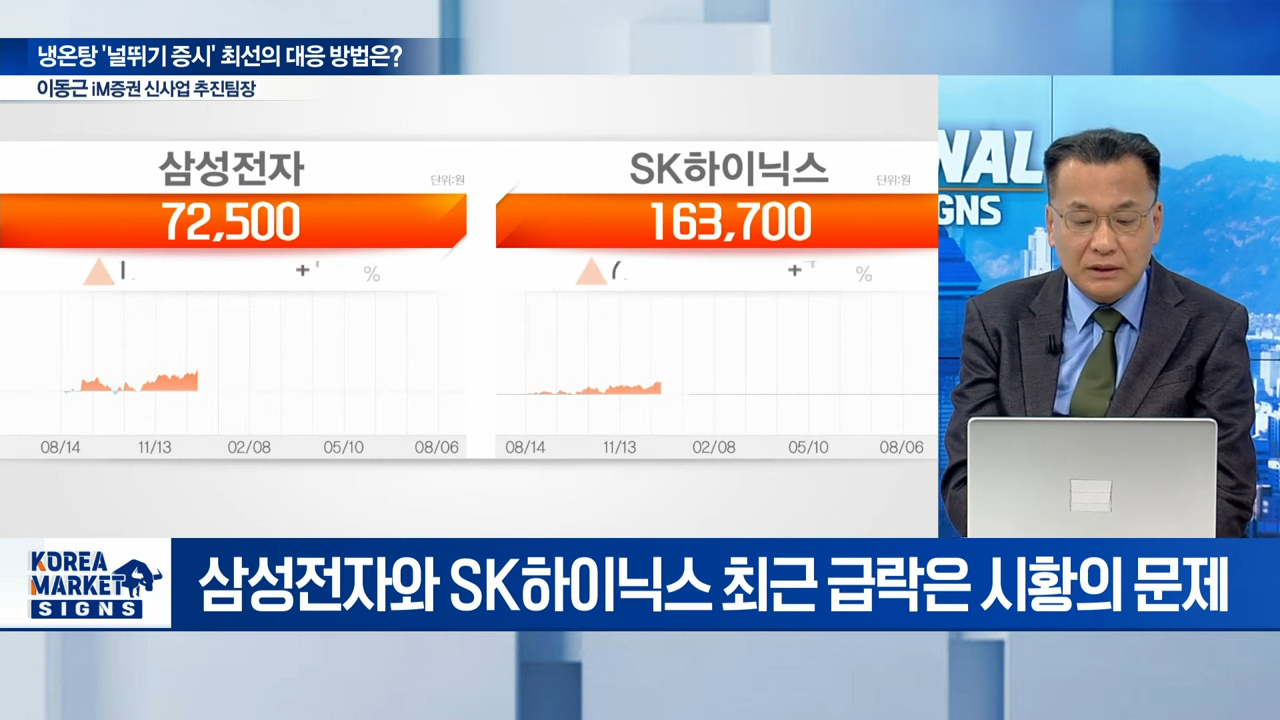 냉온탕 '널뛰기 증시' 최선의 대응 방법은?
이동근 iM증권 신사업 추진팀장
삼성전자
단위:원
72,500
+ %
08/14 11/13 02/08 05/10 08/06
SK하이닉스
단위:원
163,700
+ %
08/14 11/13 02/08 05/10 08/06
NAL
GNS
KOREA
MARKET
SIGNS
삼성전자와 SK하이닉스 최근 급락은 시황의 문제